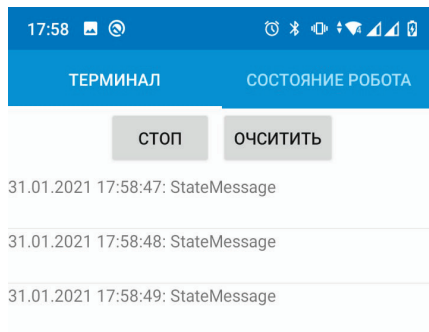 17:58
ТЕРМИНАЛ СОСТОЯНИЕ РОБОТА
СТОП ОЧСИТИТЬ
31.01.2021 17:58:47: StateMessage
31.01.2021 17:58:48: StateMessage
31.01.2021 17:58:49: StateMessage